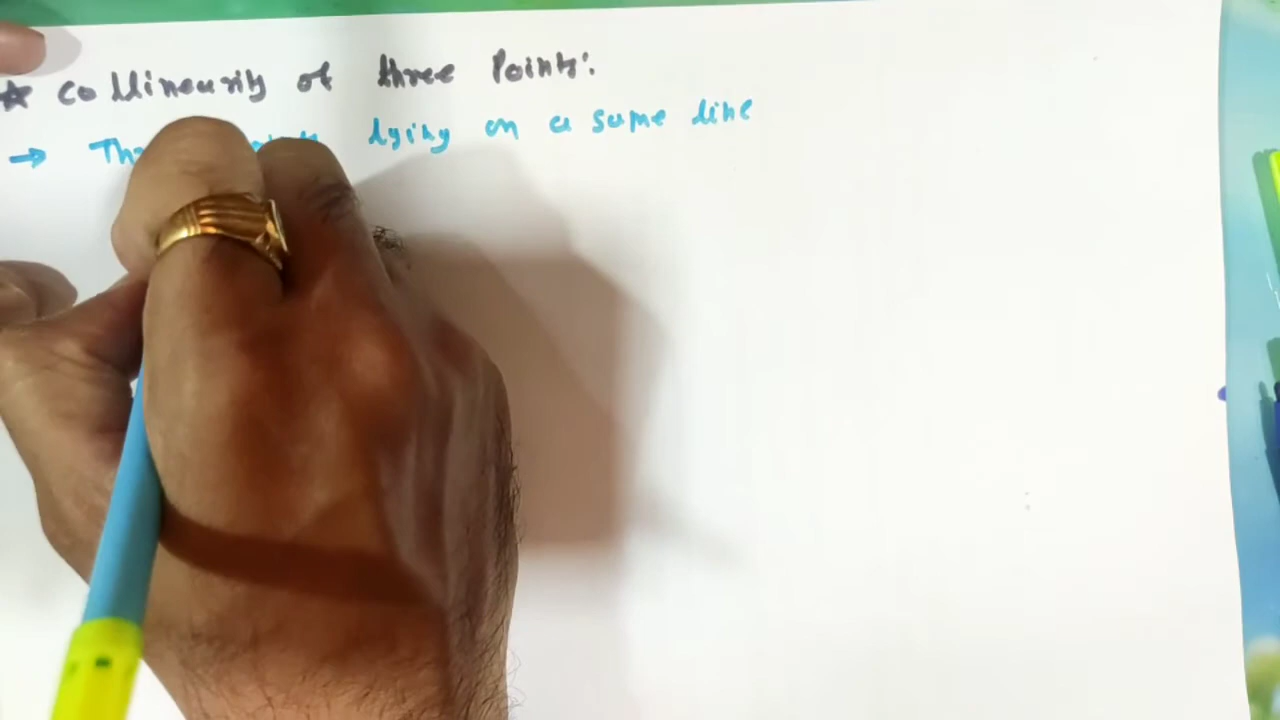 ☆ Collinearity of three Points:
→ Th lying on a same line